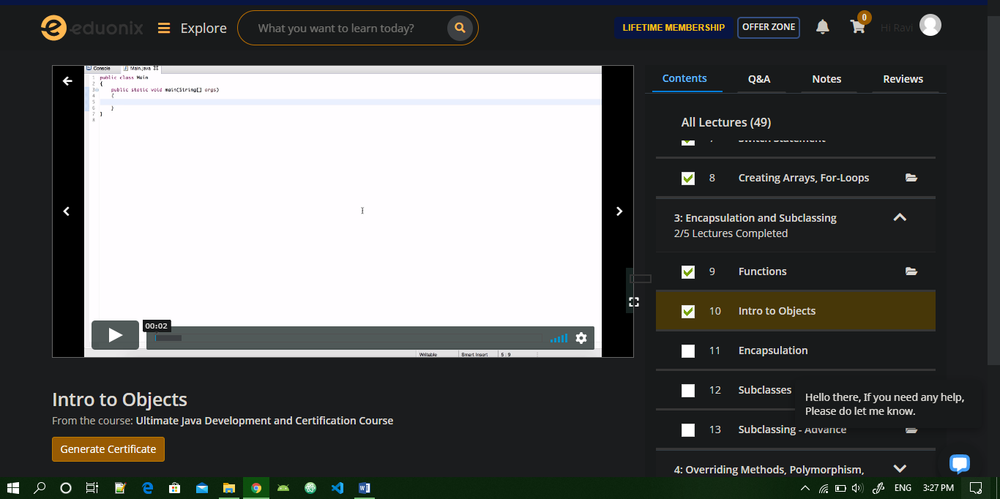 eduonix
Explore
What you want to learn today?
LIFETIME MEMBERSHIP
OFFER ZONE
0
Hi Ravi
Console
Main.java
1 public class Main
2 {
3 public static void main(String[] args)
4 {
5
6 }
7 }
8
00:02
Writable
Smart Insert
5 : 9
Intro to Objects
From the course: Ultimate Java Development and Certification Course
Generate Certificate
Contents
Q&A
Notes
Reviews
All Lectures (49)
7 Switch Statement
8 Creating Arrays, For-Loops
3: Encapsulation and Subclassing
2/5 Lectures Completed
9 Functions
10 Intro to Objects
11 Encapsulation
12 Subclasses
13 Subclassing - Advance
4: Overriding Methods, Polymorphism,
Hello there, If you need any help,
Please do let me know.
ENG
3:27 PM